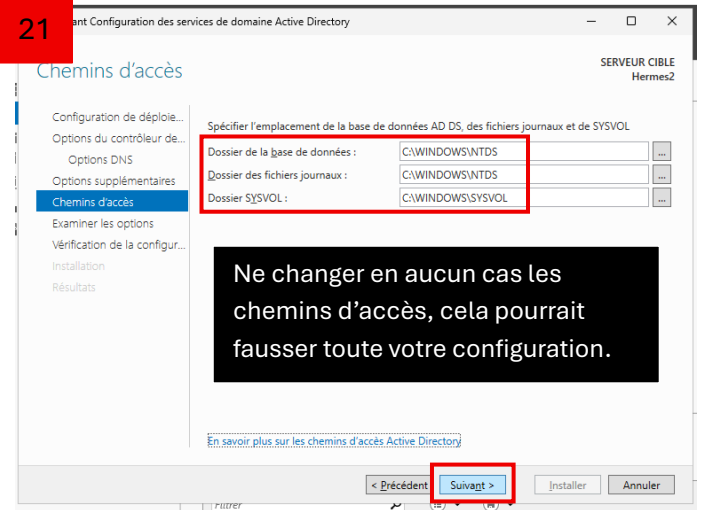 21
ant Configuration des services de domaine Active Directory
Chemins d'accès
SERVEUR CIBLE
Hermes2
Configuration de déploie...
Options du contrôleur de...
Options DNS
Options supplémentaires
Chemins d'accès
Examiner les options
Vérification de la configur...
Installation
Résultats
Spécifier l'emplacement de la base de données AD DS, des fichiers journaux et de SYSVOL
Dossier de la base de données : C:\WINDOWS\NTDS ...
Dossier des fichiers journaux : C:\WINDOWS\NTDS ...
Dossier SYSVOL : C:\WINDOWS\SYSVOL ...
Ne changer en aucun cas les
chemins d'accès, cela pourrait
fausser toute votre configuration.
En savoir plus sur les chemins d'accès Active Directory
< Précédent Suivant > Installer Annuler
Filtrer